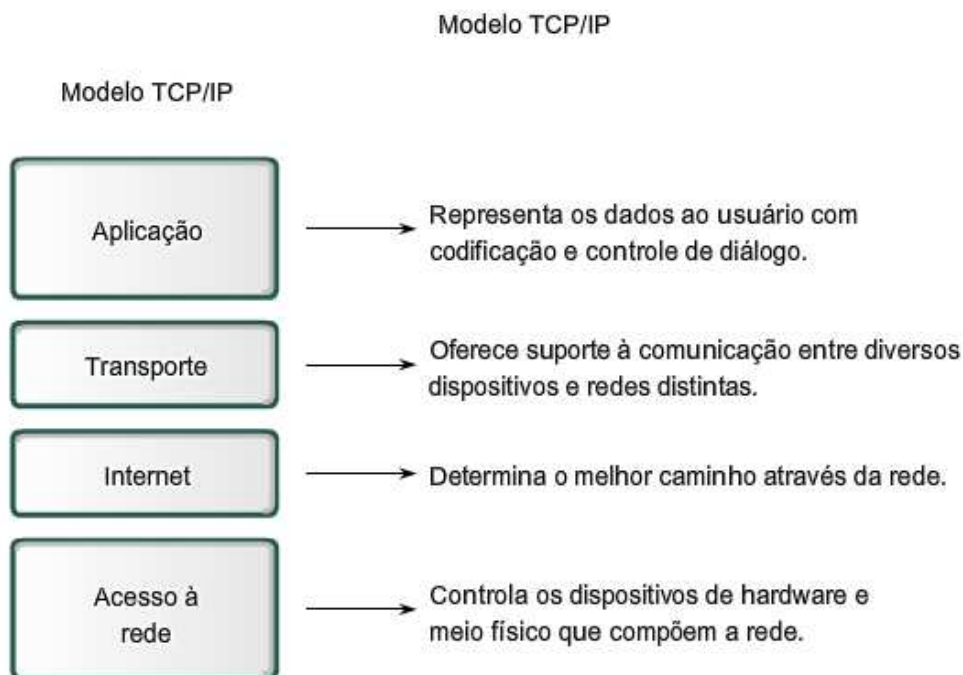 Modelo TCP/IP
Modelo TCP/IP
Aplicação
Representa os dados ao usuário com
codificação e controle de diálogo.
Transporte
Oferece suporte à comunicação entre diversos
dispositivos e redes distintas.
Internet
Determina o melhor caminho através da rede.
Acesso à
rede
Controla os dispositivos de hardware e
meio físico que compõem a rede.